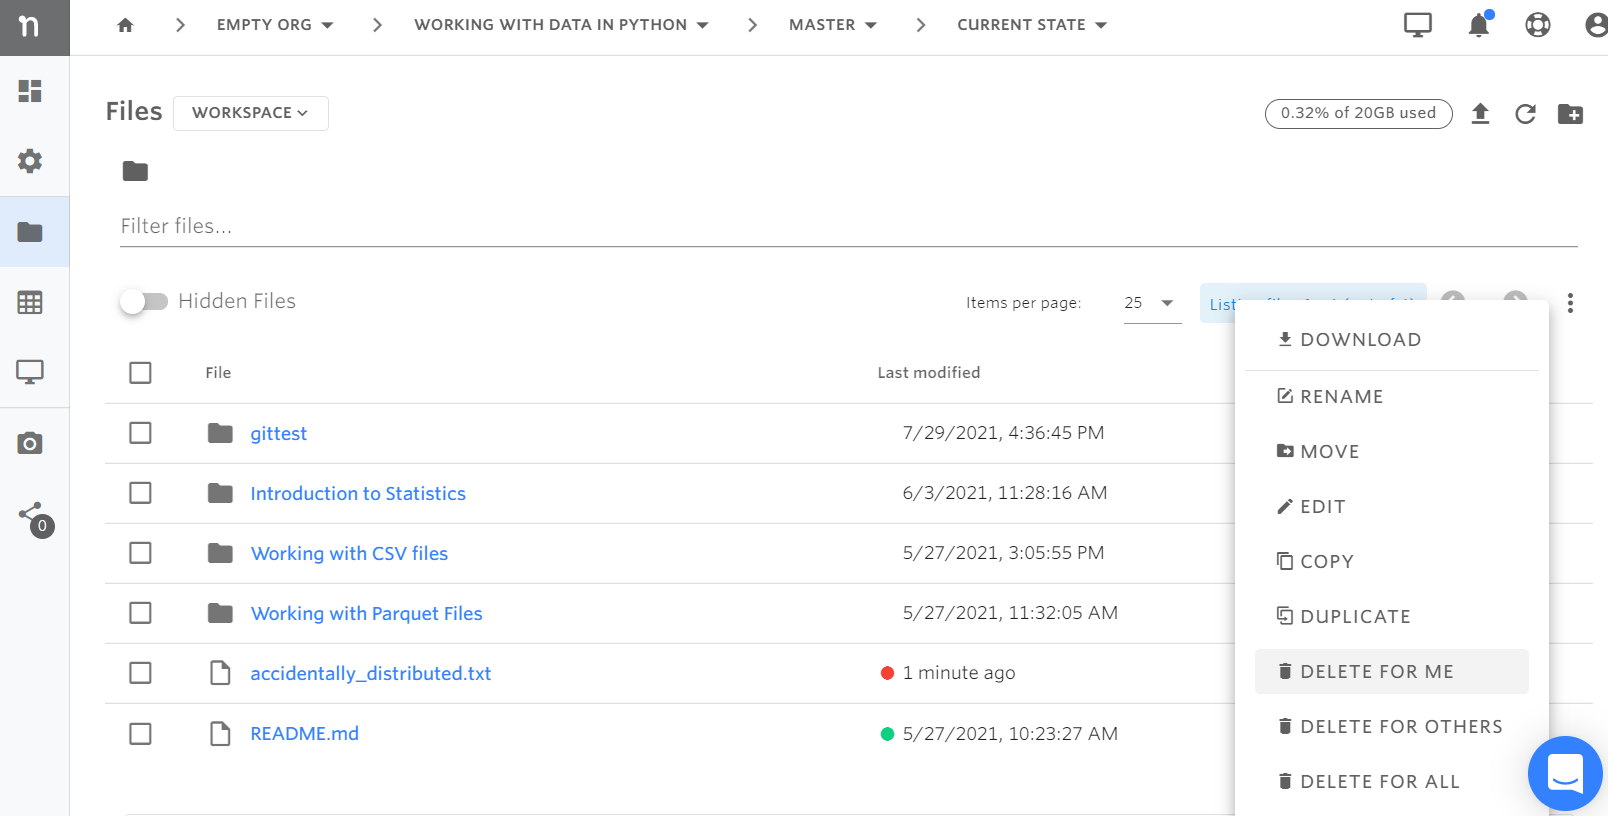 n
EMPTY ORG
WORKING WITH DATA IN PYTHON
MASTER
CURRENT STATE
Files
WORKSPACE
0.32% of 20GB used
Filter files...
Hidden Files
Items per page:
25
File
Last modified
gittest
7/29/2021, 4:36:45 PM
Introduction to Statistics
6/3/2021, 11:28:16 AM
Working with CSV files
5/27/2021, 3:05:55 PM
Working with Parquet Files
5/27/2021, 11:32:05 AM
accidentally_distributed.txt
1 minute ago
README.md
5/27/2021, 10:23:27 AM
0
DOWNLOAD
RENAME
MOVE
EDIT
COPY
DUPLICATE
DELETE FOR ME
DELETE FOR OTHERS
DELETE FOR ALL